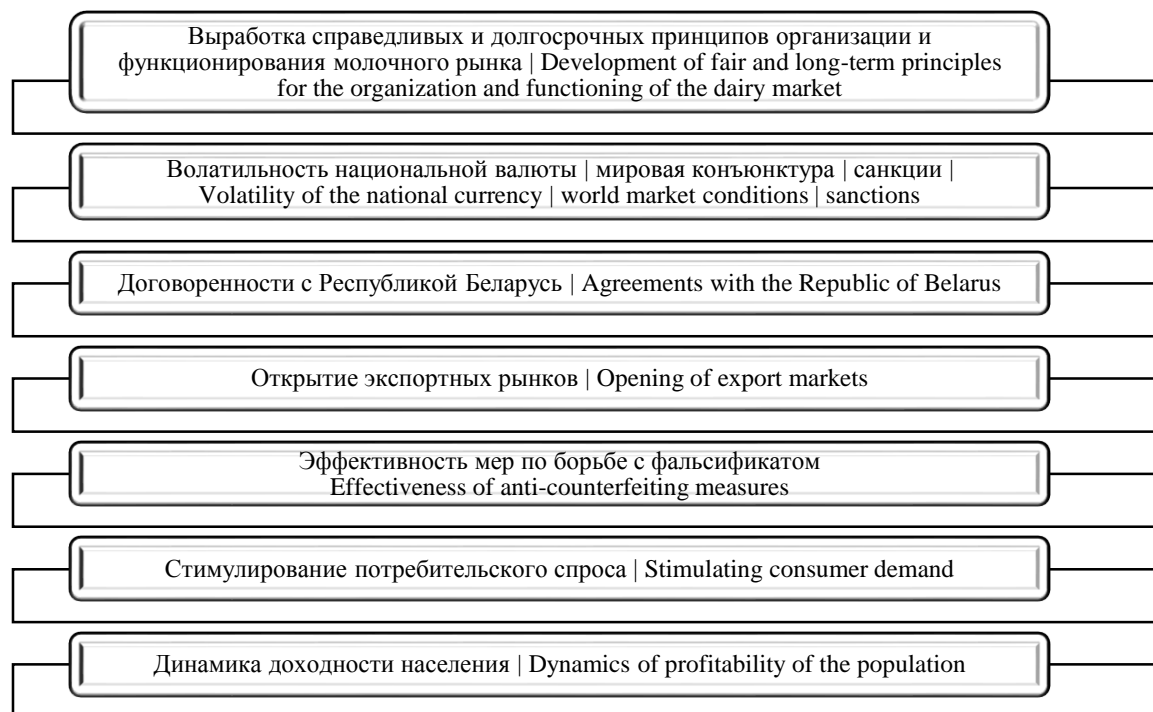 Выработка справедливых и долгосрочных принципов организации и
функционирования молочного рынка | Development of fair and long-term principles
for the organization and functioning of the dairy market
Волатильность национальной валюты | мировая конъюнктура | санкции |
Volatility of the national currency | world market conditions | sanctions
Договоренности с Республикой Беларусь | Agreements with the Republic of Belarus
Открытие экспортных рынков | Opening of export markets
Эффективность мер по борьбе с фальсификатом
Effectiveness of anti-counterfeiting measures
Стимулирование потребительского спроса | Stimulating consumer demand
Динамика доходности населения | Dynamics of profitability of the population